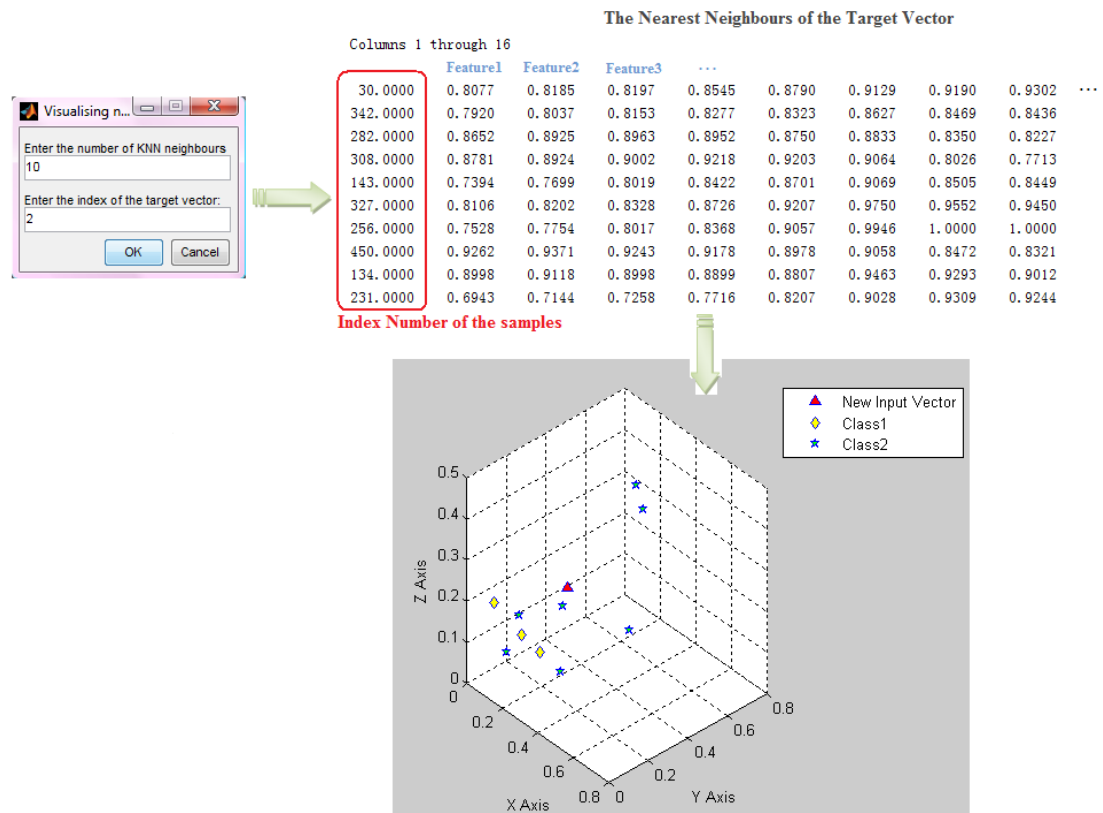 The Nearest Neighbours of the Target Vector
Columns 1 through 16
Feature1 Feature2 Feature3 ...
30.0000 0.8077 0.8185 0.8197 0.8545 0.8790 0.9129 0.9190 0.9302 ...
342.0000 0.7920 0.8037 0.8153 0.8277 0.8323 0.8627 0.8469 0.8436
282.0000 0.8652 0.8925 0.8963 0.8952 0.8750 0.8833 0.8350 0.8227
308.0000 0.8781 0.8924 0.9002 0.9218 0.9203 0.9064 0.8026 0.7713
143.0000 0.7394 0.7699 0.8019 0.8422 0.8701 0.9069 0.8505 0.8449
327.0000 0.8106 0.8202 0.8328 0.8726 0.9207 0.9750 0.9552 0.9450
256.0000 0.7528 0.7754 0.8017 0.8368 0.9057 0.9946 1.0000 1.0000
450.0000 0.9262 0.9371 0.9243 0.9178 0.8978 0.9058 0.8472 0.8321
134.0000 0.8998 0.9118 0.8998 0.8899 0.8807 0.9463 0.9293 0.9012
231.0000 0.6943 0.7144 0.7258 0.7716 0.8207 0.9028 0.9309 0.9244
Index Number of the samples
Visualising n...
Enter the number of KNN neighbours
10
Enter the index of the target vector:
2
OK Cancel
New Input Vector
Class1
Class2
0.5
0.4
0.3
0.2
0.1
0
Z Axis
0
0.2
0.4
0.6
0.8
X Axis
0
0.2
0.4
0.6
0.8
Y Axis